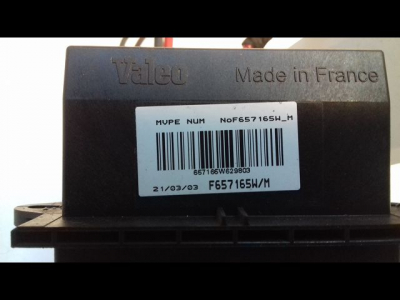 Valeo
Made in France
MVPE NUM NoF657165W_M
657165W629803
21/03/03 F657165W/M